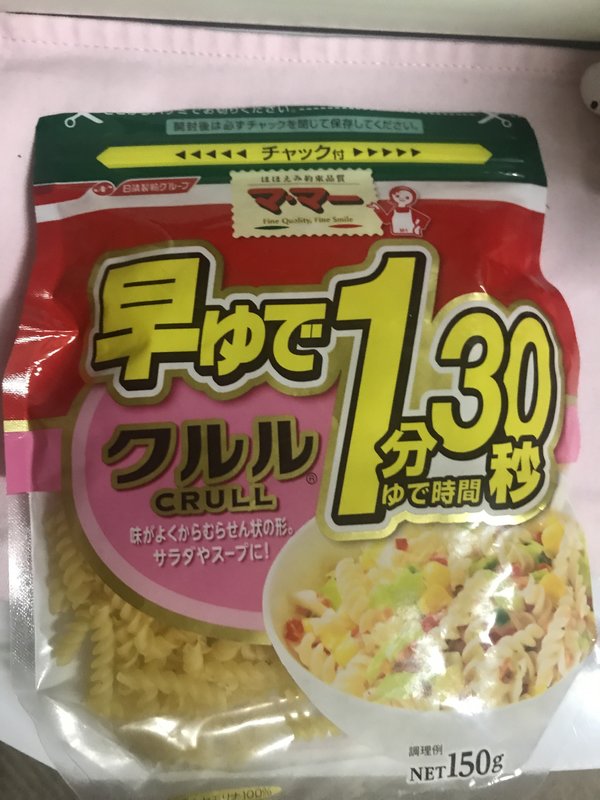 開封後は必ずチャックを閉じて保存してください。
チャック付
日清製粉グループ
ほほえみ約束品質
マ・マー
Fine Quality, Fine Smile
早ゆで1分30秒
ゆで時間
クルル®
CRULL
味がよくからむらせん状の形。
サラダやスープに!
調理例
NET150g